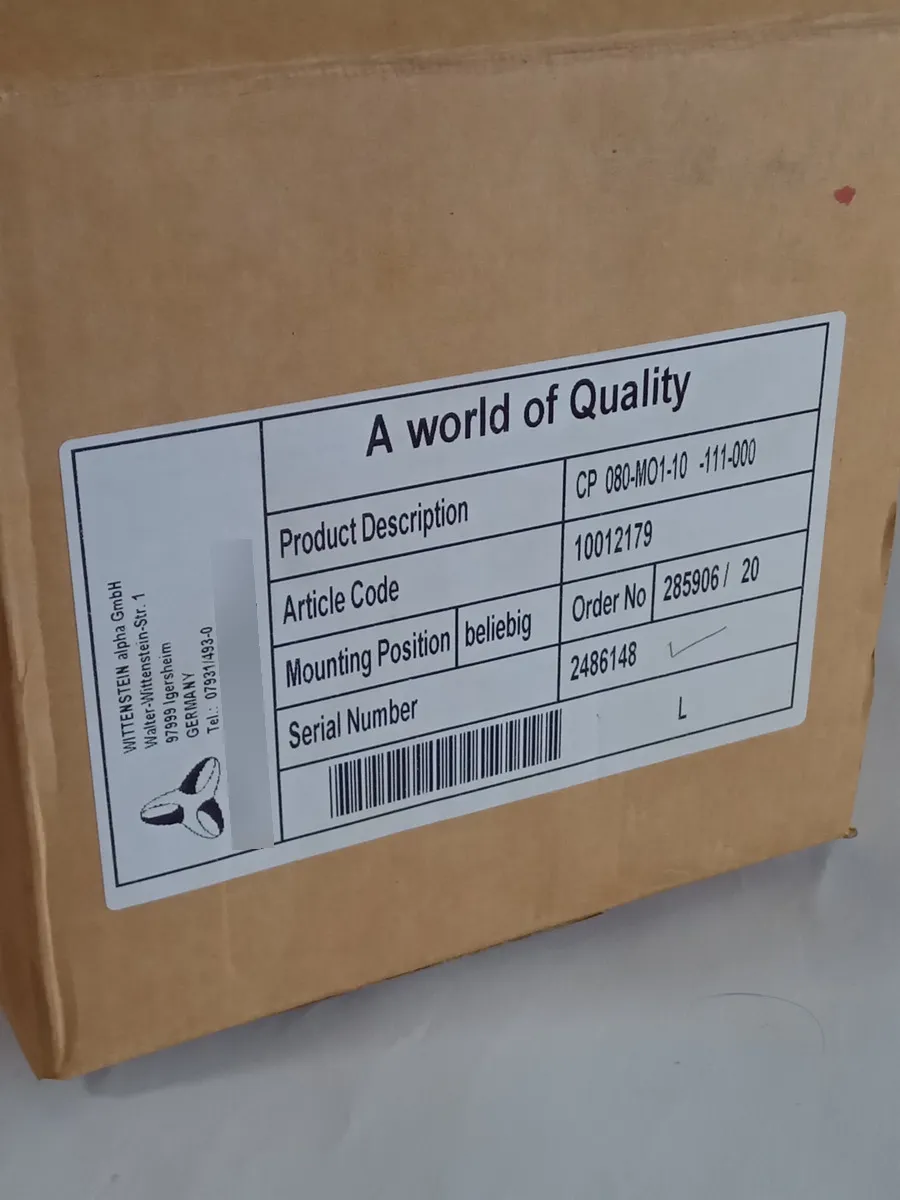 A world of Quality
Product Description
CP 080-MO1-10 -111-000
Article Code
10012179
Mounting Position
beliebig
Order No
285906 / 20
Serial Number
2486148
L
WITTENSTEIN alpha GmbH
Walter-Wittenstein-Str. 1
97999 Igersheim
GERMANY
Tel.: 07931/493-0